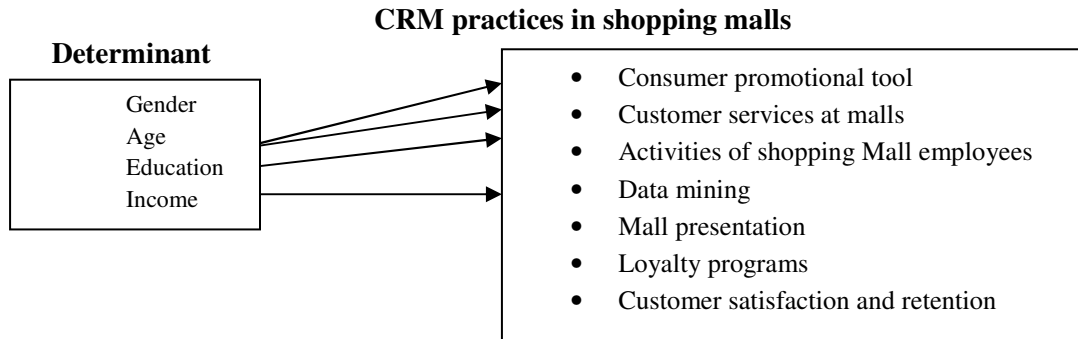 CRM practices in shopping malls
Determinant
Gender
Age
Education
Income
• Consumer promotional tool
• Customer services at malls
• Activities of shopping Mall employees
• Data mining
• Mall presentation
• Loyalty programs
• Customer satisfaction and retention